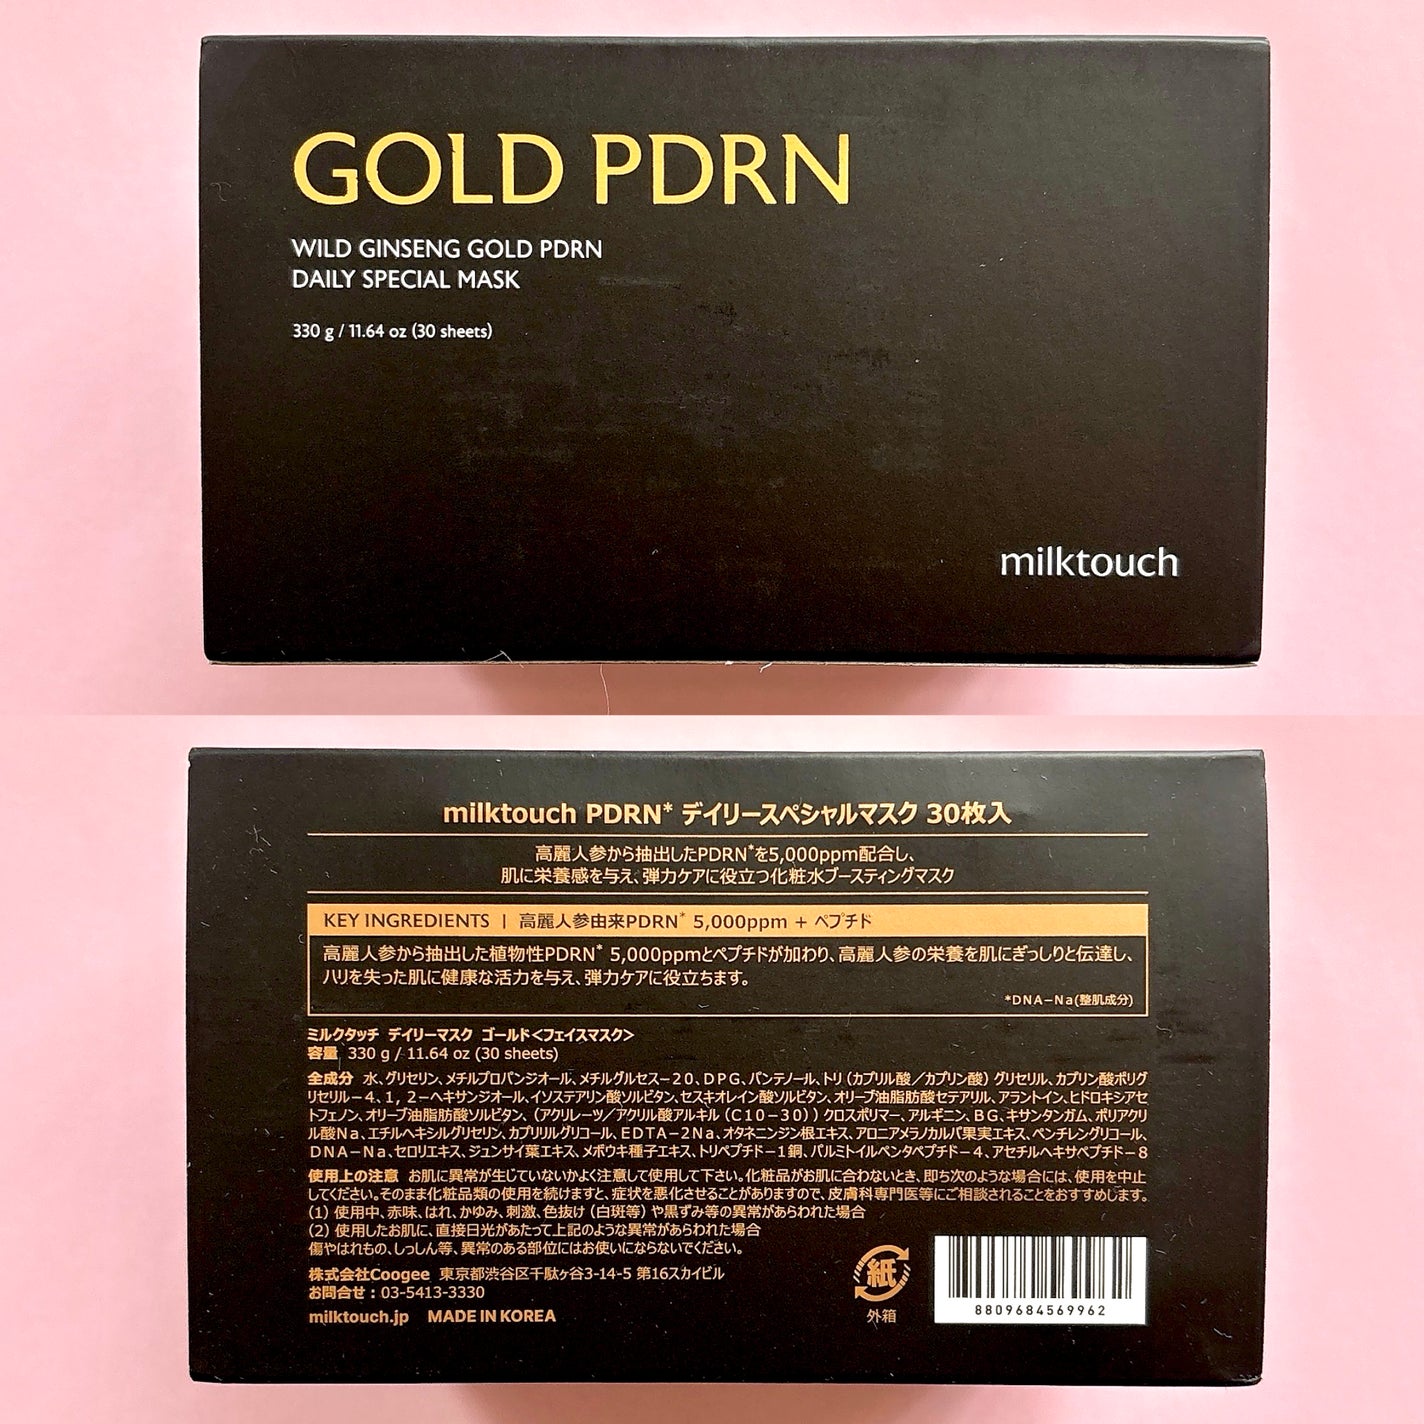 GOLD PDRN
WILD GINSENG GOLD PDRN
DAILY SPECIAL MASK
330 g / 11.64 oz (30 sheets)
milktouch
milktouch PDRN* デイリースペシャルマスク 30枚入
高麗人参から抽出したPDRN*を5,000ppm配合し、
肌に栄養感を与え、弾力ケアに役立つ化粧水ブースティングマスク
KEY INGREDIENTS | 高麗人参由来PDRN* 5,000ppm + ペプチド
高麗人参から抽出した植物性PDRN* 5,000ppmとペプチドが加わり、高麗人参の栄養を肌にぎっしりと伝達し、
ハリを失った肌に健康な活力を与え、弾力ケアに役立ちます。
*DNA−Na(整肌成分)
ミルクタッチ デイリーマスク ゴールド<フェイスマスク>
容量 330 g / 11.64 oz (30 sheets)
全成分 水、グリセリン、メチルプロパンジオール、メチルグルセス−20、DPG、パンテノール、トリ（カプリル酸／カプリン酸）グリセリル、カプリン酸ポリグ
リセリル−4、1，2−ヘキサンジオール、イソステアリン酸ソルビタン、セスキオレイン酸ソルビタン、オリーブ油脂肪酸セテアリル、アラントイン、ヒドロキシアセ
トフェノン、オリーブ油脂肪酸ソルビタン、（アクリレーツ／アクリル酸アルキル（C10−30））クロスポリマー、アルギニン、BG、キサンタンガム、ポリアクリ
ル酸Na、エチルヘキシルグリセリン、カプリリルグリコール、EDTA−2Na、オタネニンジン根エキス、アロニアメラノカルパ果実エキス、ペンチレングリコール、
DNA−Na、セロリエキス、ジュンサイ葉エキス、メボウキ種子エキス、トリペプチド−1銅、パルミトイルペンタペプチド−4、アセチルヘキサペプチド−8
使用上の注意 お肌に異常が生じていないかよく注意して使用して下さい。化粧品がお肌に合わないとき、即ち次のような場合には、使用を中止
してください。そのまま化粧品類の使用を続けますと、症状を悪化させることがありますので、皮膚科専門医等にご相談されることをおすすめします。
(1) 使用中、赤味、はれ、かゆみ、刺激、色抜け（白斑等）や黒ずみ等の異常があらわれた場合
(2) 使用したお肌に、直接日光があたって上記のような異常があらわれた場合
傷やはれもの、しっしん等、異常のある部位にはお使いにならないでください。
株式会社Coogee 東京都渋谷区千駄ヶ谷3-14-5 第16スカイビル
お問合せ : 03-5413-3330
milktouch.jp MADE IN KOREA
紙
外箱
8809684569962